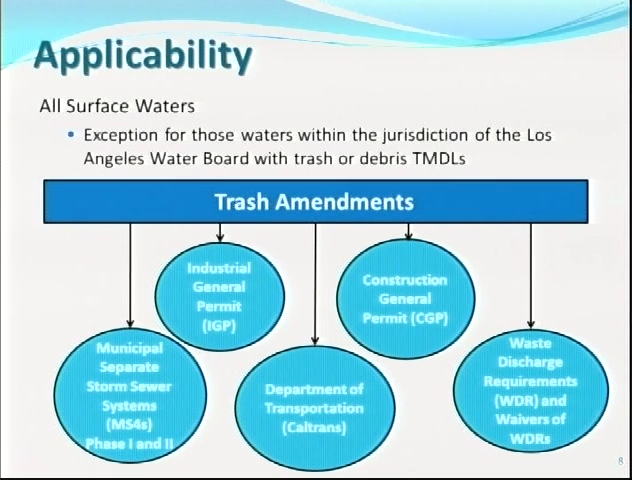 Applicability
All Surface Waters
• Exception for those waters within the jurisdiction of the Los
Angeles Water Board with trash or debris TMDLs
Trash Amendments
Industrial
General
Permit
(IGP)
Construction
General
Permit (CGP)
Municipal
Separate
Storm Sewer
Systems
(MS4s)
Phase I and II
Department of
Transportation
(Caltrans)
Waste
Discharge
Requirements
(WDR) and
Waivers of
WDRs
8